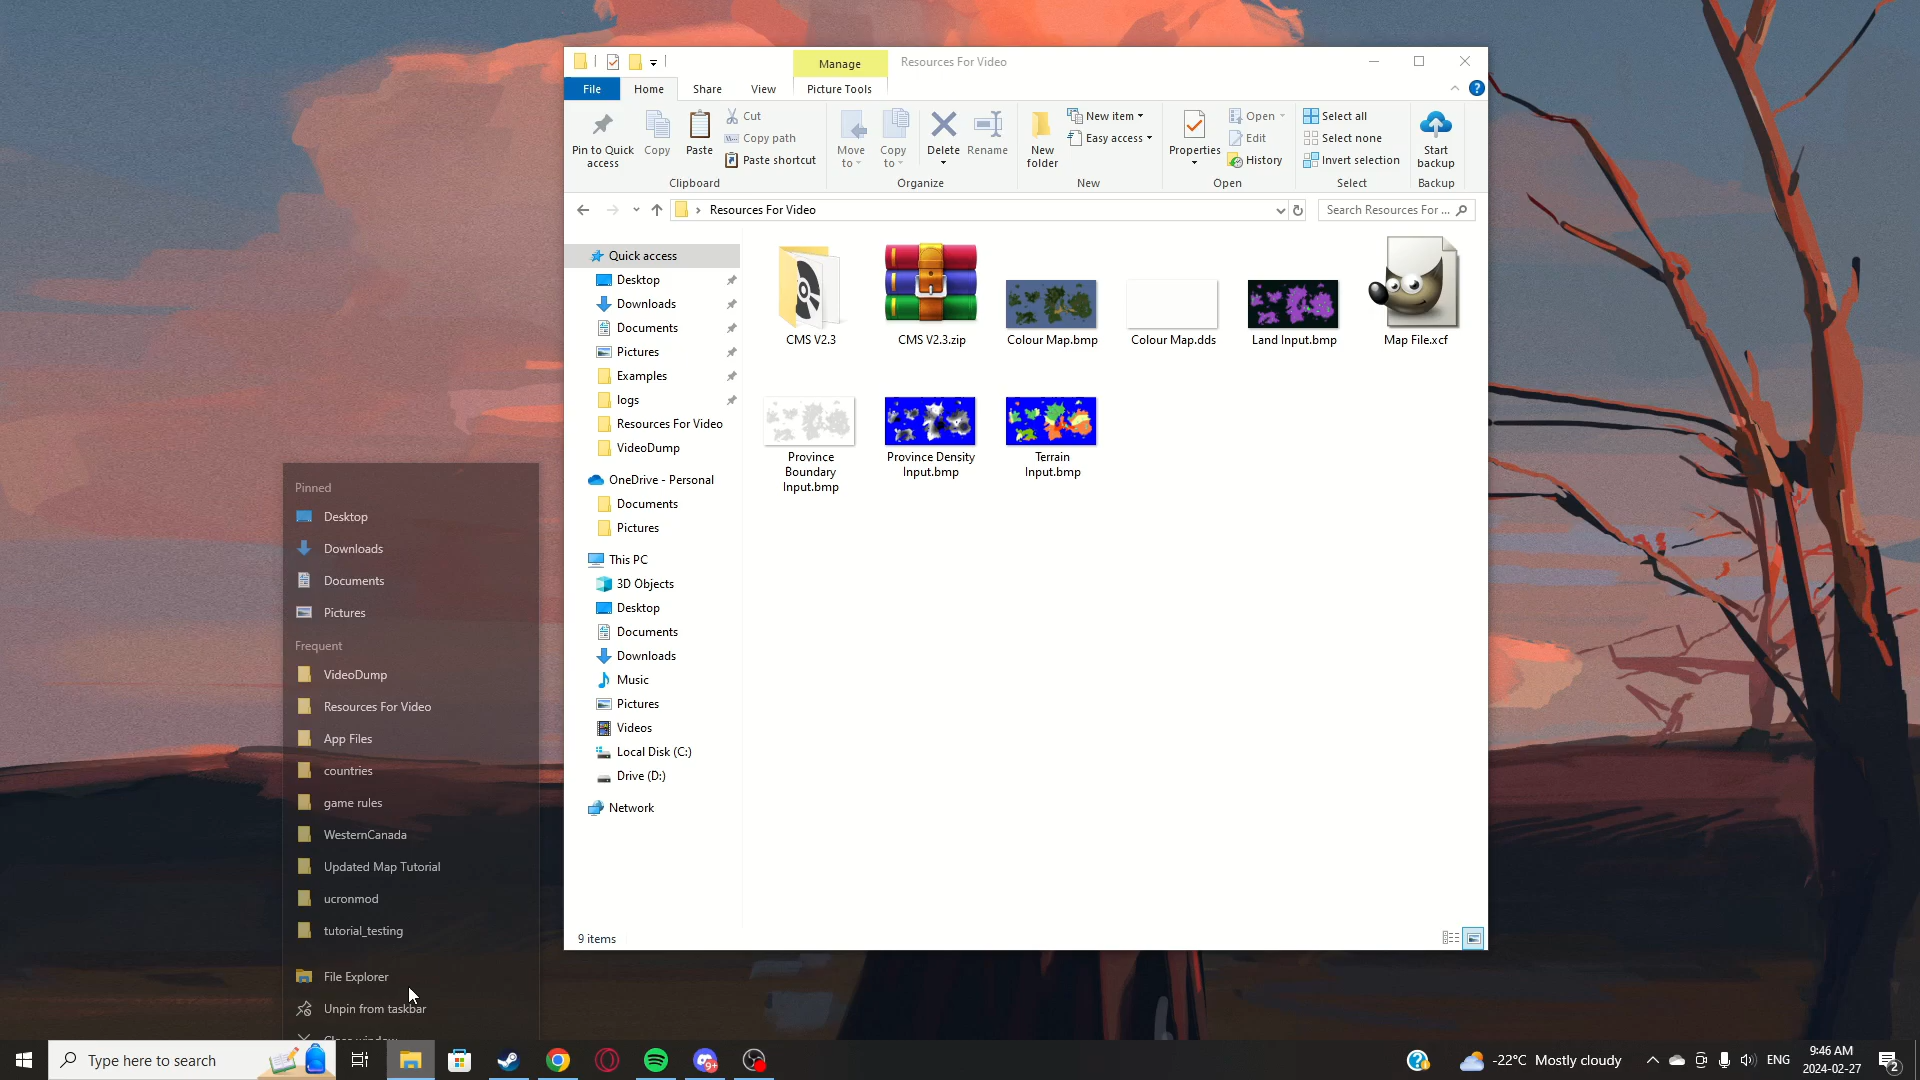 Manage
Resources For Video
File
Home
Share
View
Picture Tools
Pin to Quick
access
Copy
Paste
Cut
Copy path
Paste shortcut
Clipboard
Move
to
Copy
to
Delete
Rename
Organize
New
folder
New item
Easy access
New
Properties
Open
Edit
History
Open
Select all
Select none
Invert selection
Select
Start
backup
Backup
Resources For Video
Search Resources For ...
Quick access
Desktop
Downloads
Documents
Pictures
Examples
logs
Resources For Video
VideoDump
OneDrive - Personal
Documents
Pictures
This PC
3D Objects
Desktop
Documents
Downloads
Music
Pictures
Videos
Local Disk (C:)
Drive (D:)
Network
CMS V2.3
CMS V2.3.zip
Colour Map.bmp
Colour Map.dds
Land Input.bmp
Map File.xcf
Province
Boundary
Input.bmp
Province Density
Input.bmp
Terrain
Input.bmp
9 items
Pinned
Desktop
Downloads
Documents
Pictures
Frequent
VideoDump
Resources For Video
App Files
countries
game rules
WesternCanada
Updated Map Tutorial
ucronmod
tutorial_testing
File Explorer
Unpin from taskbar
Close window
Type here to search
9+
-22°C Mostly cloudy
ENG
9:46 AM
2024-02-27
2